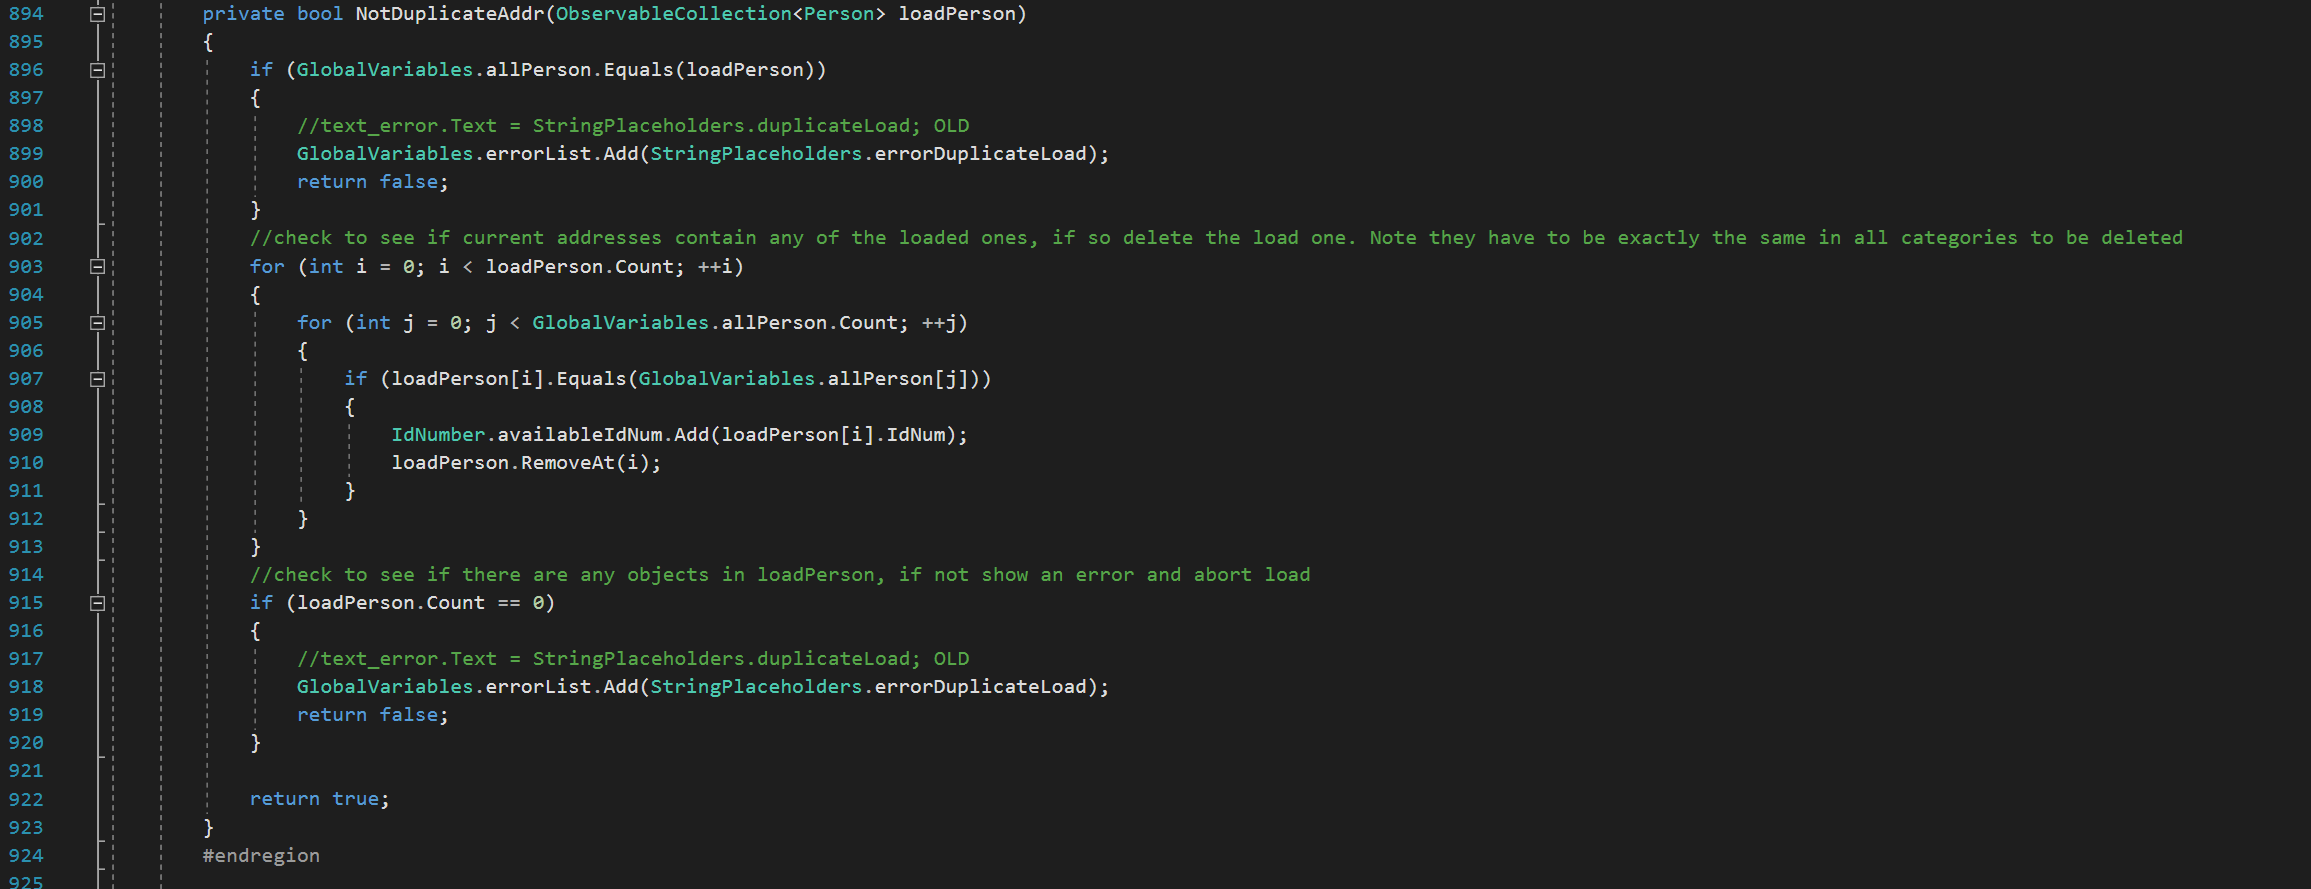 894 private bool NotDuplicateAddr(ObservableCollection<Person> loadPerson)
895 {
896 if (GlobalVariables.allPerson.Equals(loadPerson))
897 {
898 //text_error.Text = StringPlaceholders.duplicateLoad; OLD
899 GlobalVariables.errorList.Add(StringPlaceholders.errorDuplicateLoad);
900 return false;
901 }
902 //check to see if current addresses contain any of the loaded ones, if so delete the load one. Note they have to be exactly the same in all categories to be deleted
903 for (int i = 0; i < loadPerson.Count; ++i)
904 {
905 for (int j = 0; j < GlobalVariables.allPerson.Count; ++j)
906 {
907 if (loadPerson[i].Equals(GlobalVariables.allPerson[j]))
908 {
909 IdNumber.availableIdNum.Add(loadPerson[i].IdNum);
910 loadPerson.RemoveAt(i);
911 }
912 }
913 }
914 //check to see if there are any objects in loadPerson, if not show an error and abort load
915 if (loadPerson.Count == 0)
916 {
917 //text_error.Text = StringPlaceholders.duplicateLoad; OLD
918 GlobalVariables.errorList.Add(StringPlaceholders.errorDuplicateLoad);
919 return false;
920 }
921
922 return true;
923 }
924 #endregion
925